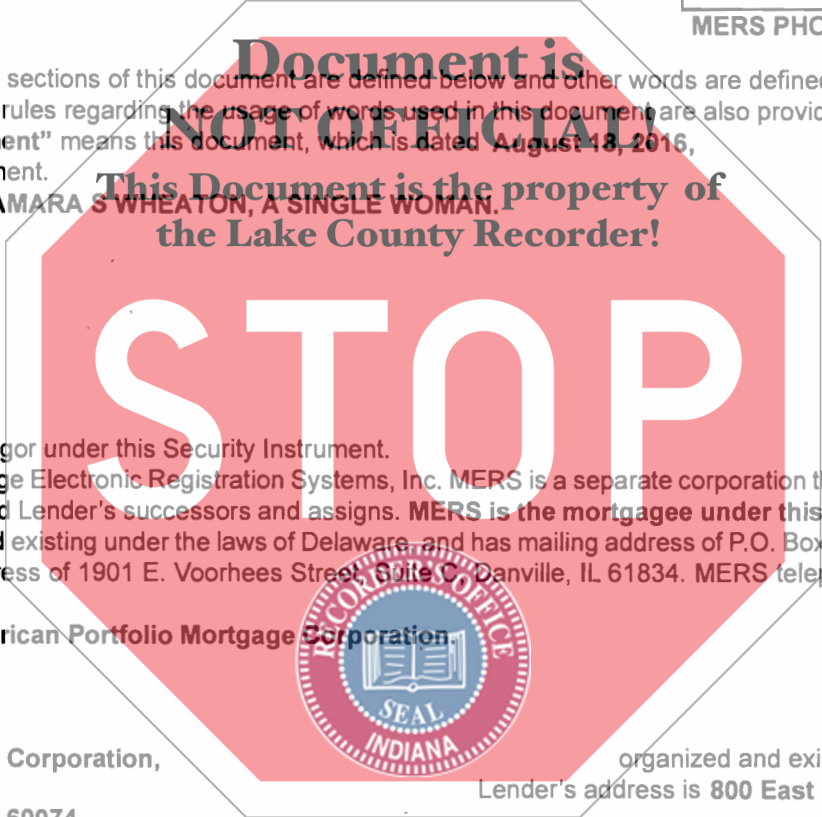 MERS PHO
Document is
sections of this document are defined below and other words are defined
rules regarding the usage of words used in this document are also provid
NOT OFFICIAL!
ent” means this document, which is dated August 18, 2016,
ent.
This Document is the property of
AMARA S WHEATON, A SINGLE WOMAN.
the Lake County Recorder!
STOP
gor under this Security Instrument.
ge Electronic Registration Systems, Inc. MERS is a separate corporation th
d Lender’s successors and assigns. MERS is the mortgagee under this
d existing under the laws of Delaware, and has mailing address of P.O. Box
ess of 1901 E. Voorhees Street, Suite C, Danville, IL 61834. MERS telep
rican Portfolio Mortgage Corporation.
RECORDER'S OFFICE
SEAL
INDIANA
Corporation,
organized and exi
Lender’s address is 800 East
60074